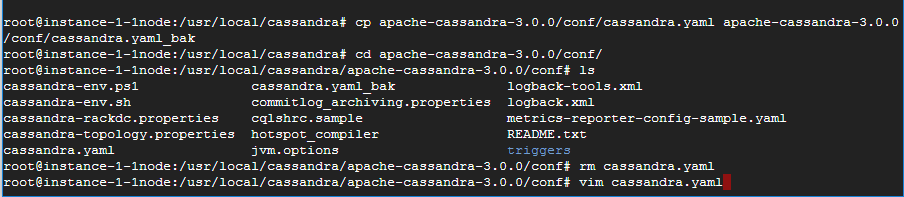 root@instance-1-1node:/usr/local/cassandra# cp apache-cassandra-3.0.0/conf/cassandra.yaml apache-cassandra-3.0.0
/conf/cassandra.yaml_bak
root@instance-1-1node:/usr/local/cassandra# cd apache-cassandra-3.0.0/conf/
root@instance-1-1node:/usr/local/cassandra/apache-cassandra-3.0.0/conf# ls
cassandra-env.ps1 cassandra.yaml_bak logback-tools.xml
cassandra-env.sh commitlog_archiving.properties logback.xml
cassandra-rackdc.properties cqlshrc.sample metrics-reporter-config-sample.yaml
cassandra-topology.properties hotspot_compiler README.txt
cassandra.yaml jvm.options triggers
root@instance-1-1node:/usr/local/cassandra/apache-cassandra-3.0.0/conf# rm cassandra.yaml
root@instance-1-1node:/usr/local/cassandra/apache-cassandra-3.0.0/conf# vim cassandra.yaml